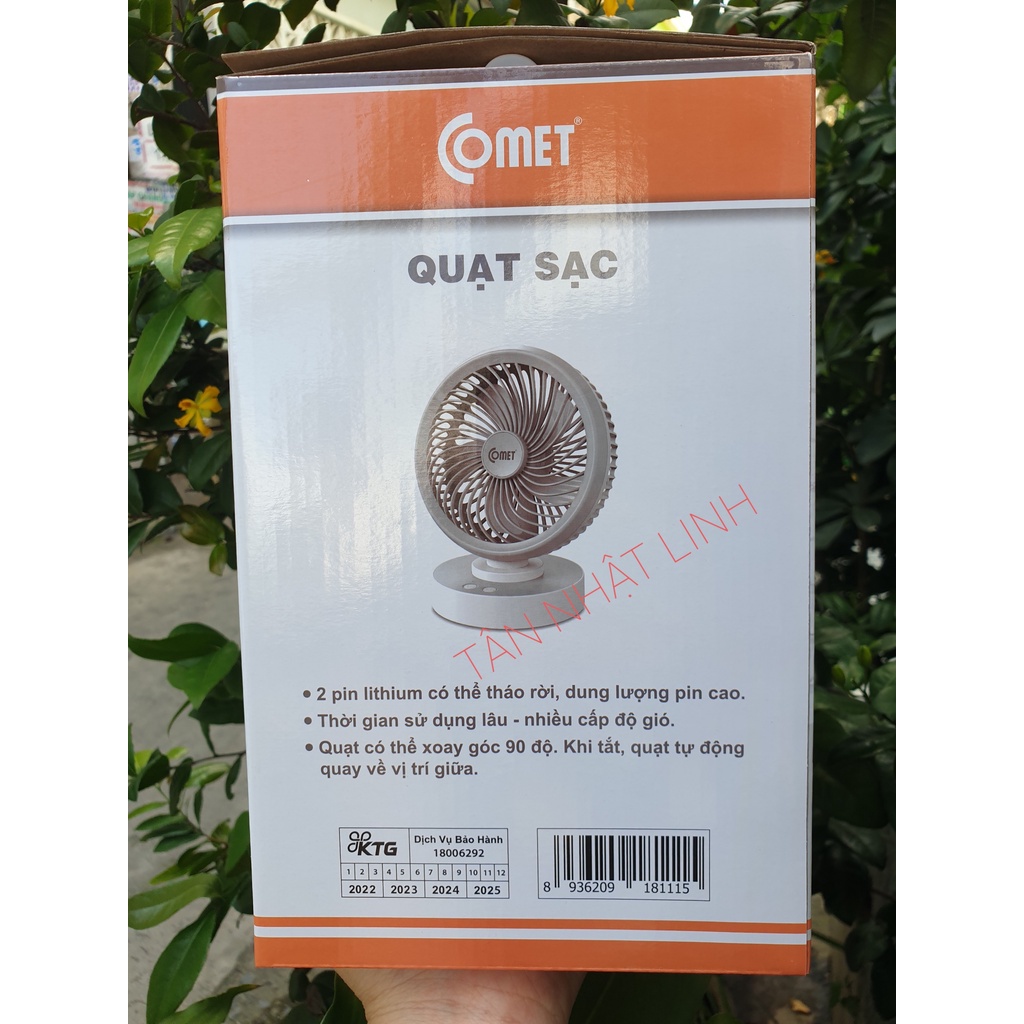 COMET®
QUẠT SẠC
COMET
TÂN NHẬT LINH
• 2 pin lithium có thể tháo rời, dung lượng pin cao.
• Thời gian sử dụng lâu - nhiều cấp độ gió.
• Quạt có thể xoay góc 90 độ. Khi tắt, quạt tự động
quay về vị trí giữa.
KTG
Dịch Vụ Bảo Hành
18006292
1 2 3 4 5 6 7 8 9 10 11 12
2022 2023 2024 2025
8 936209 181115